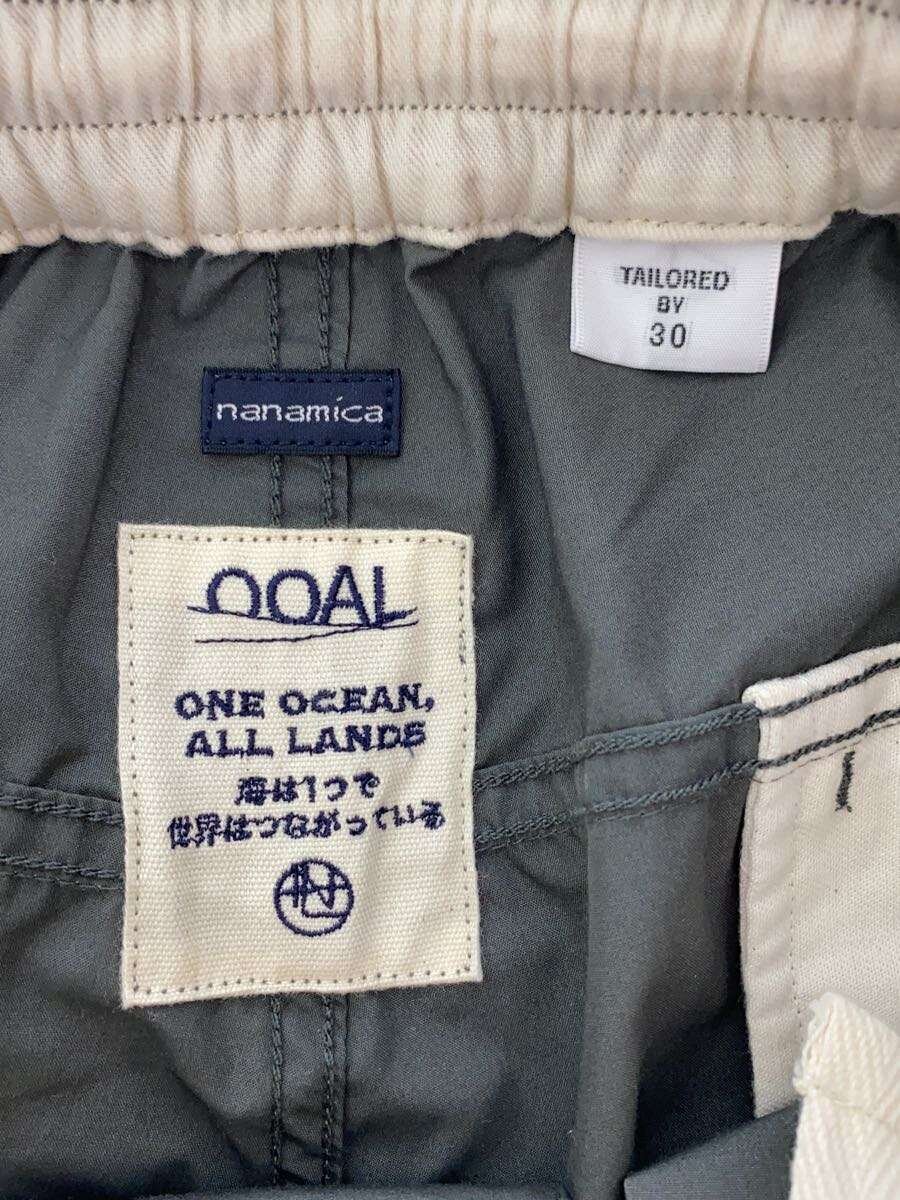 TAILORED
BY
30
nanamica
OOAL
ONE OCEAN,
ALL LANDS
海は1つで
世界はつながっている